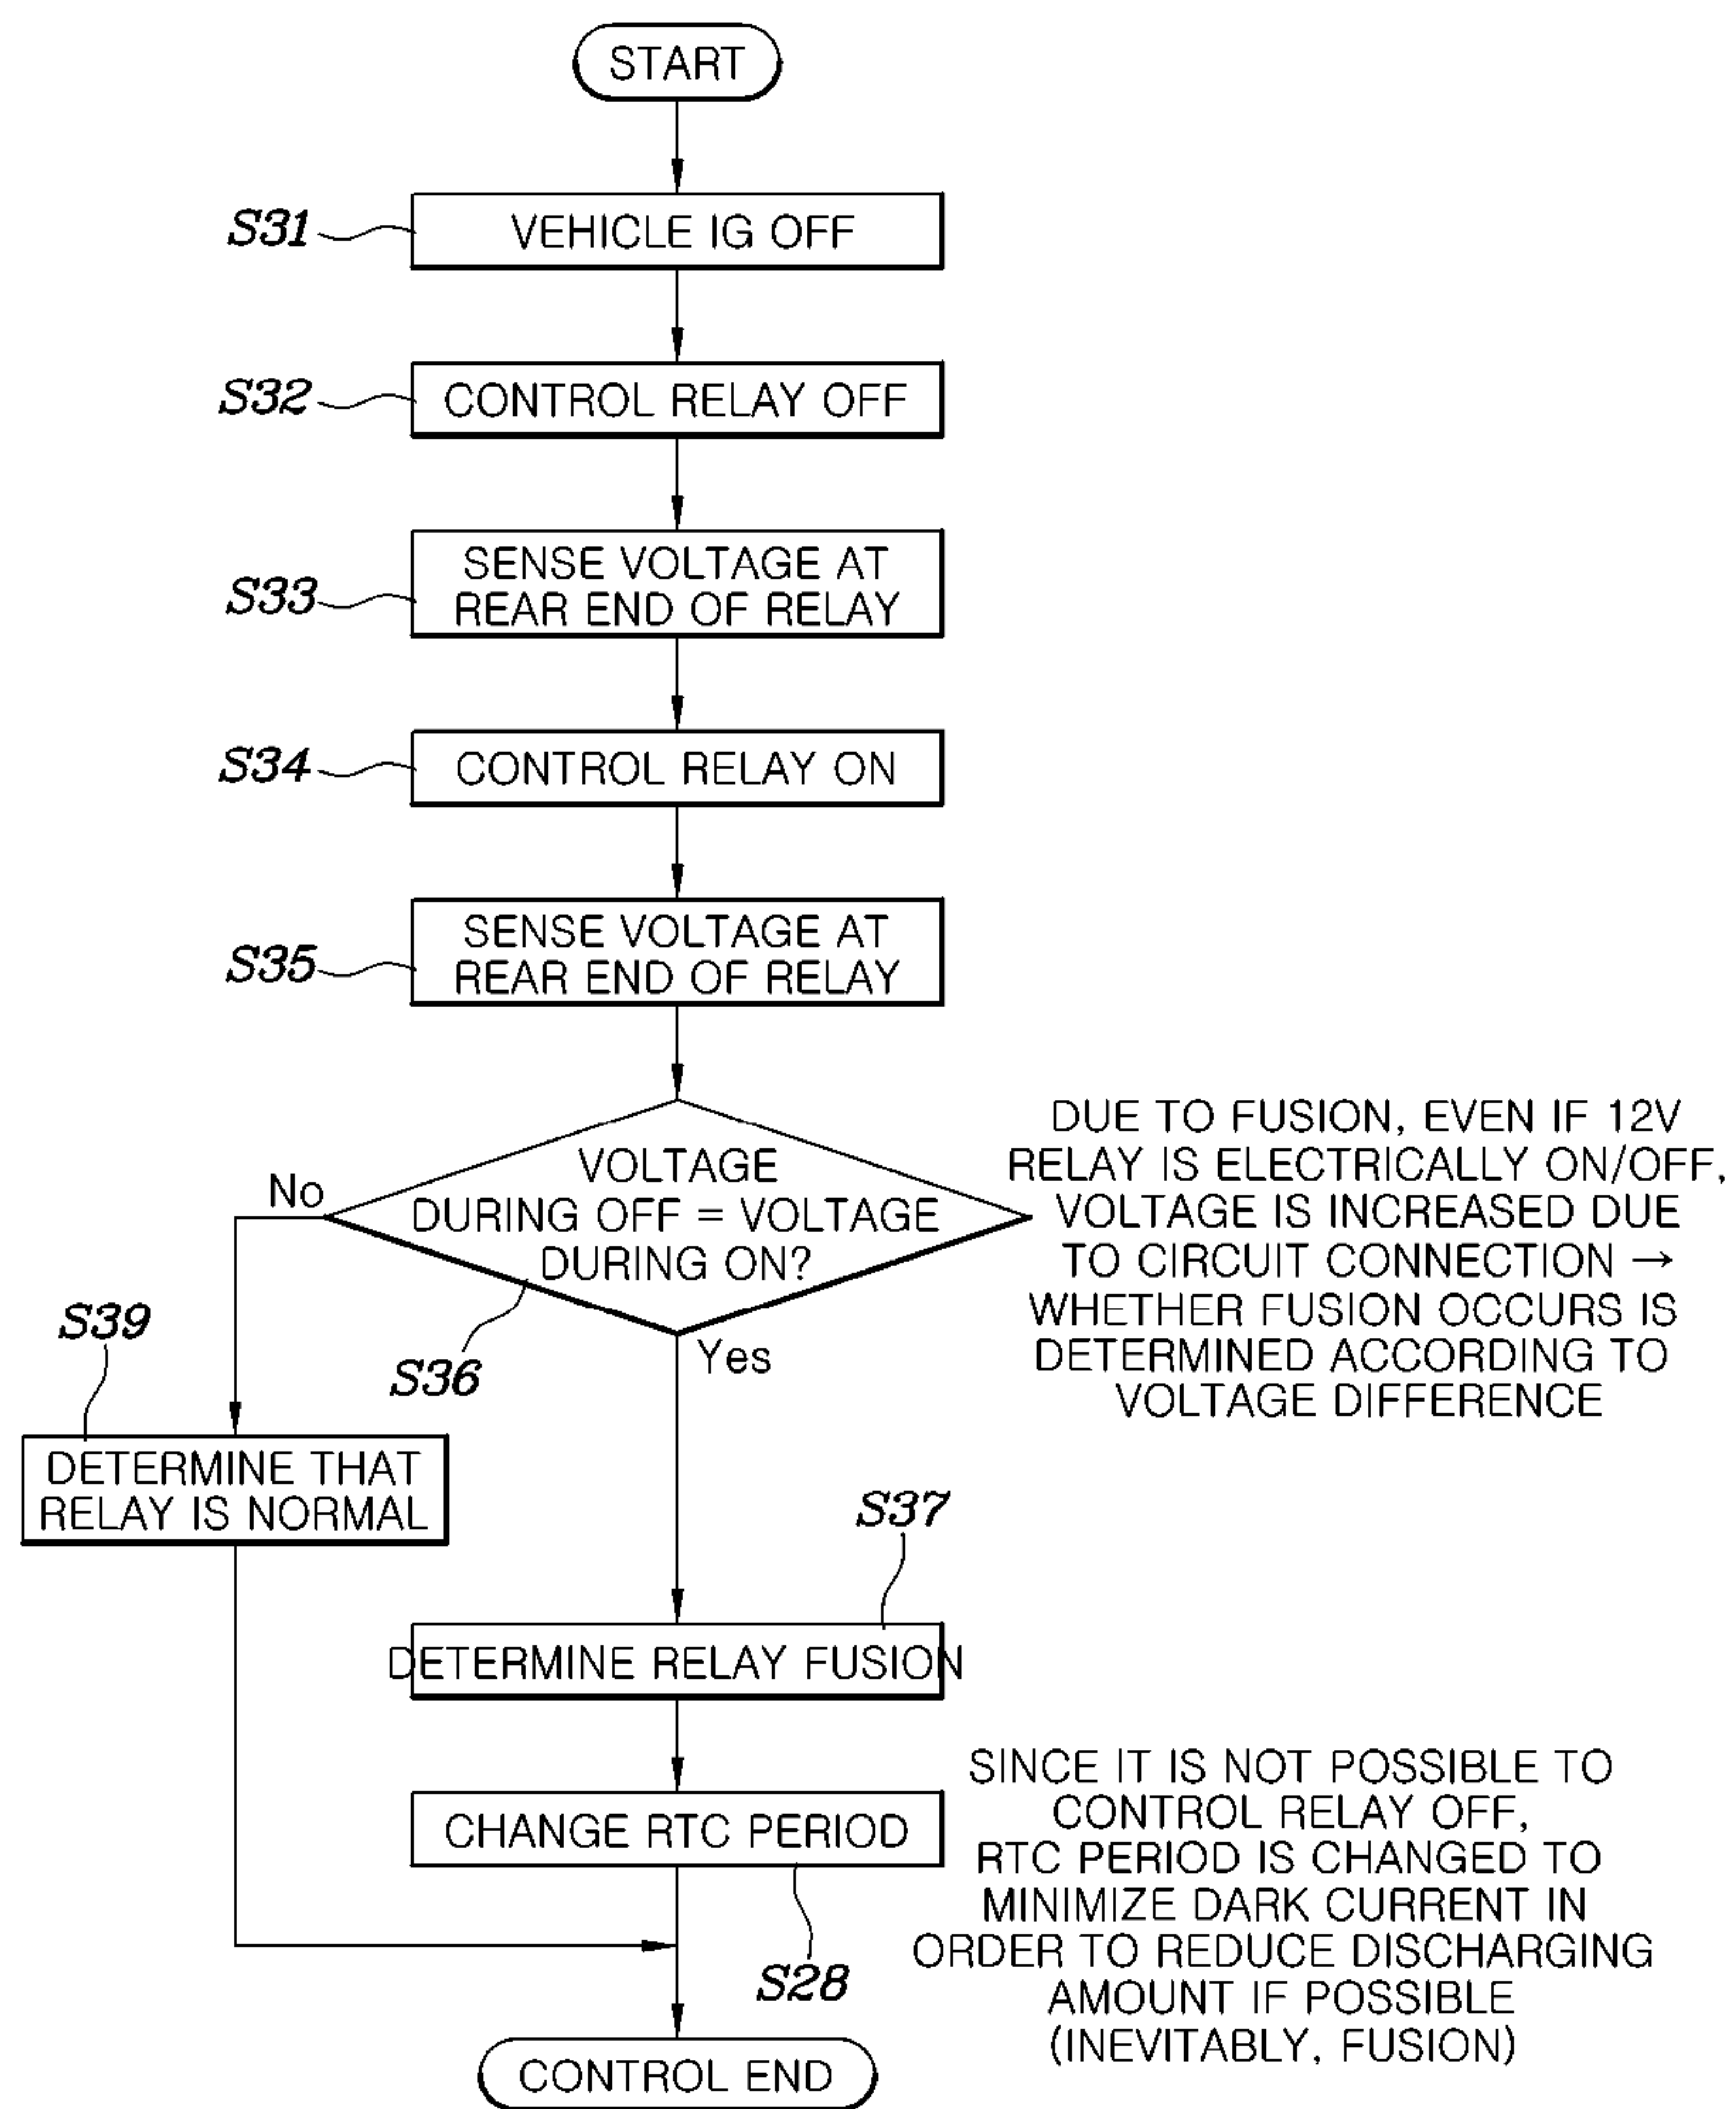 START
S31
VEHICLE IG OFF
S32
CONTROL RELAY OFF
S33
SENSE VOLTAGE AT
REAR END OF RELAY
S34
CONTROL RELAY ON
S35
SENSE VOLTAGE AT
REAR END OF RELAY
VOLTAGE
DURING OFF = VOLTAGE
DURING ON?
No
Yes
S36
DUE TO FUSION, EVEN IF 12V
RELAY IS ELECTRICALLY ON/OFF,
VOLTAGE IS INCREASED DUE
TO CIRCUIT CONNECTION →
WHETHER FUSION OCCURS IS
DETERMINED ACCORDING TO
VOLTAGE DIFFERENCE
S39
DETERMINE THAT
RELAY IS NORMAL
S37
DETERMINE RELAY FUSION
CHANGE RTC PERIOD
S28
SINCE IT IS NOT POSSIBLE TO
CONTROL RELAY OFF,
RTC PERIOD IS CHANGED TO
MINIMIZE DARK CURRENT IN
ORDER TO REDUCE DISCHARGING
AMOUNT IF POSSIBLE
(INEVITABLY, FUSION)
CONTROL END